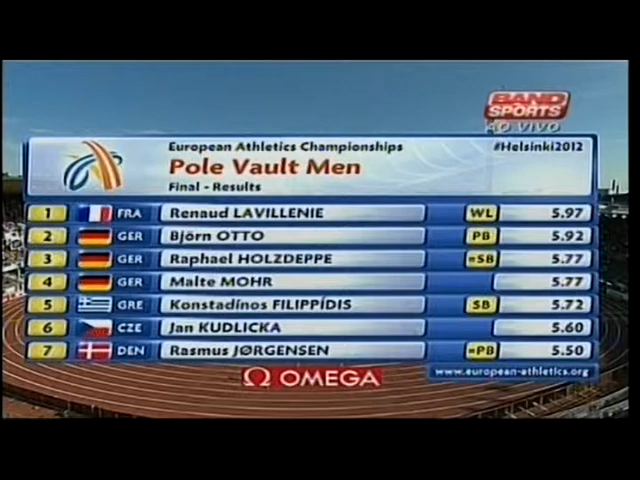 BAND
SPORTS
AO VIVO
European Athletics Championships
#Helsinki2012
Pole Vault Men
Final - Results
1 FRA Renaud LAVILLENIE WL 5.97
2 GER Björn OTTO PB 5.92
3 GER Raphael HOLZDEPPE =SB 5.77
4 GER Malte MOHR 5.77
5 GRE Konstadínos FILIPPÍDIS SB 5.72
6 CZE Jan KUDLICKA 5.60
7 DEN Rasmus JØRGENSEN =PB 5.50
Ω OMEGA
www.european-athletics.org